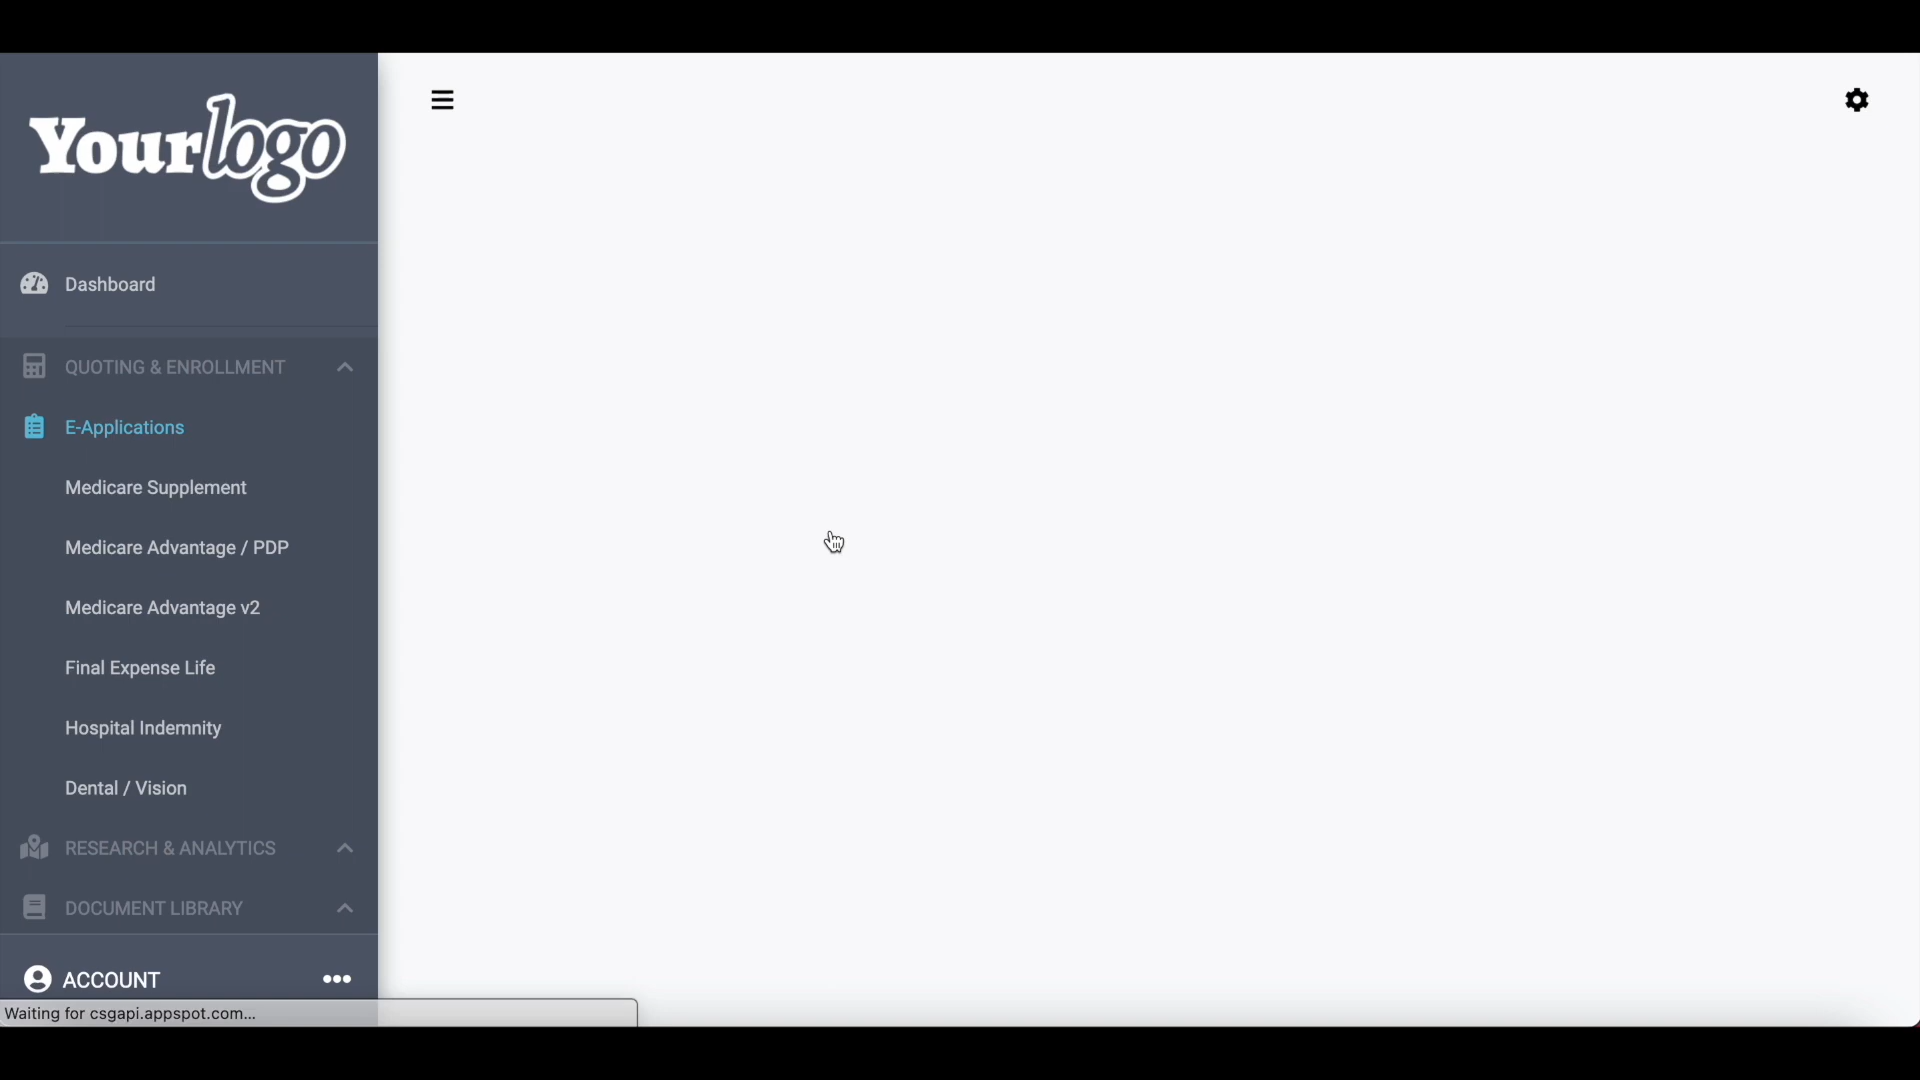 Yourlogo
Dashboard
QUOTING & ENROLLMENT
E-Applications
Medicare Supplement
Medicare Advantage / PDP
Medicare Advantage v2
Final Expense Life
Hospital Indemnity
Dental / Vision
RESEARCH & ANALYTICS
DOCUMENT LIBRARY
ACCOUNT
Waiting for csgapi.appspot.com...